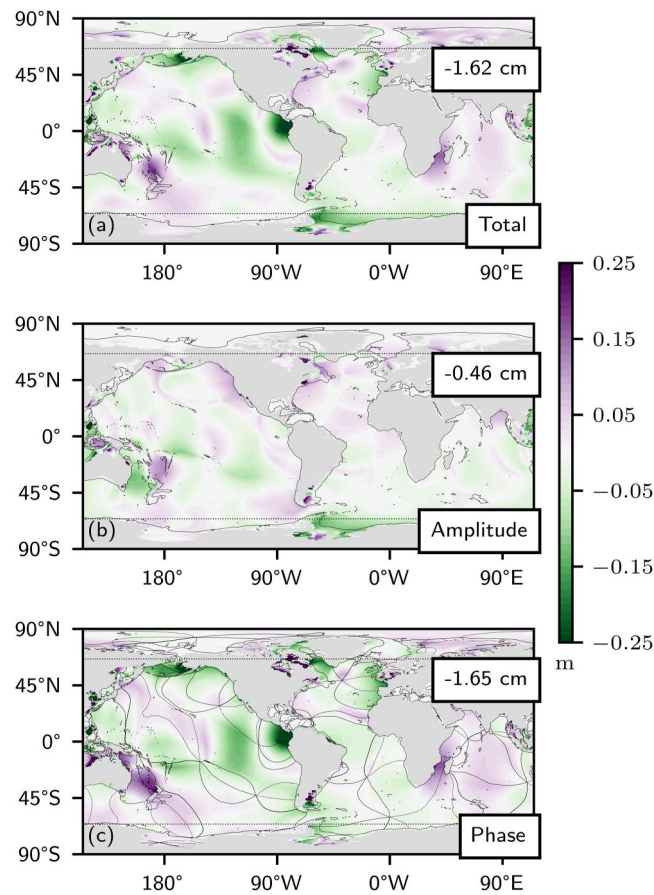 90°N
45°N
0°
45°S
90°S
-1.62 cm
(a)
Total
180°
90°W
0°W
90°E
90°N
45°N
0°
45°S
90°S
-0.46 cm
(b)
Amplitude
180°
90°W
0°W
90°E
90°N
45°N
0°
45°S
90°S
-1.65 cm
(c)
Phase
180°
90°W
0°W
90°E
0.25
0.15
0.05
−0.05
−0.15
−0.25
m